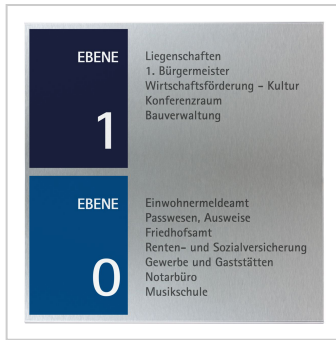 EBENE
1
Liegenschaften
1. Bürgermeister
Wirtschaftsförderung - Kultur
Konferenzraum
Bauverwaltung
EBENE
0
Einwohnermeldeamt
Passwesen, Ausweise
Friedhofsamt
Renten- und Sozialversicherung
Gewerbe und Gaststätten
Notarbüro
Musikschule